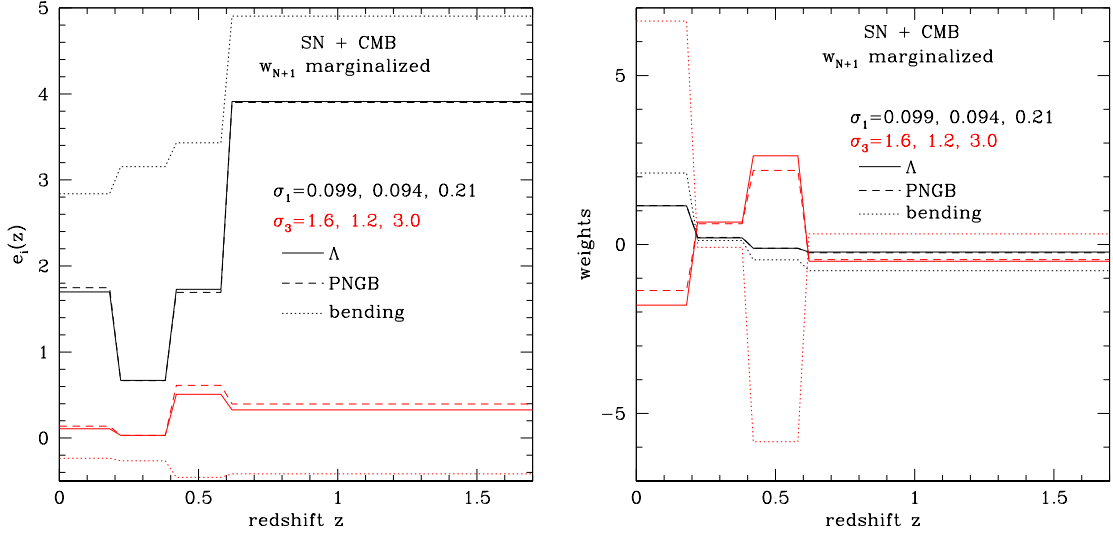 5
4
3
2
1
0
e_i(z)
SN + CMB
w_{N+1} marginalized
σ_1=0.099, 0.094, 0.21
σ_3=1.6, 1.2, 3.0
Λ
PNGB
bending
0
0.5
1
1.5
redshift z
5
0
−5
weights
SN + CMB
w_{N+1} marginalized
σ_1=0.099, 0.094, 0.21
σ_3=1.6, 1.2, 3.0
Λ
PNGB
bending
0
0.5
1
1.5
redshift z